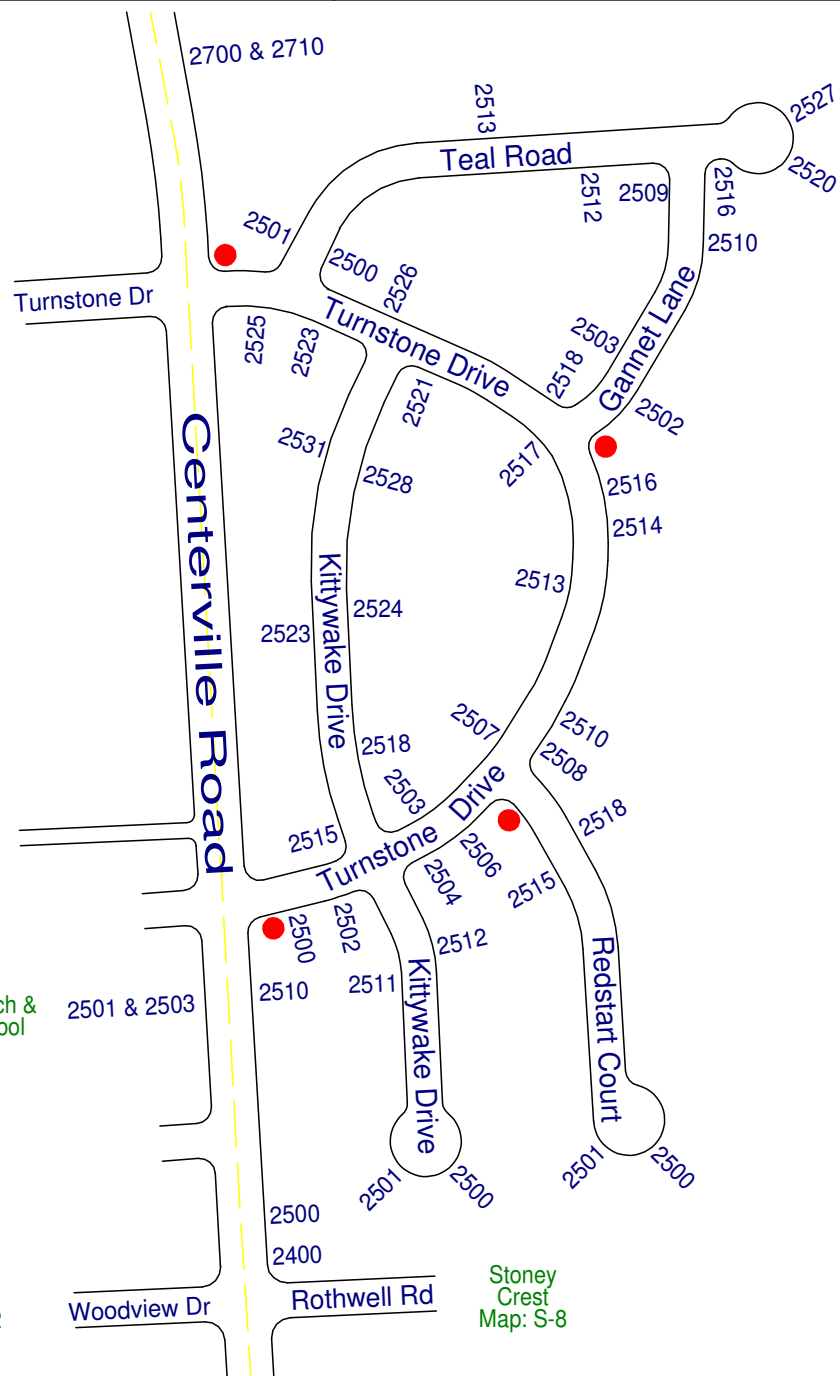 2700 & 2710
2527
2513
Teal Road
2520
2512
2509
2516
2501
2510
2500
2526
Turnstone Dr
Turnstone Drive
2525
2523
2503
2518
Gannet Lane
2521
2502
2531
2517
2528
2516
2514
Centerville Road
2513
Kittywake Drive
2524
2523
2507
2510
2518
2508
2503
2518
2515
Turnstone Drive
2506
2504
2515
2500
2502
2512
2511
2510
ch &
ool
2501 & 2503
Kittywake Drive
Redstart Court
2501
2500
2501
2500
2500
2400
Stoney
Crest
Map: S-8
Woodview Dr
Rothwell Rd